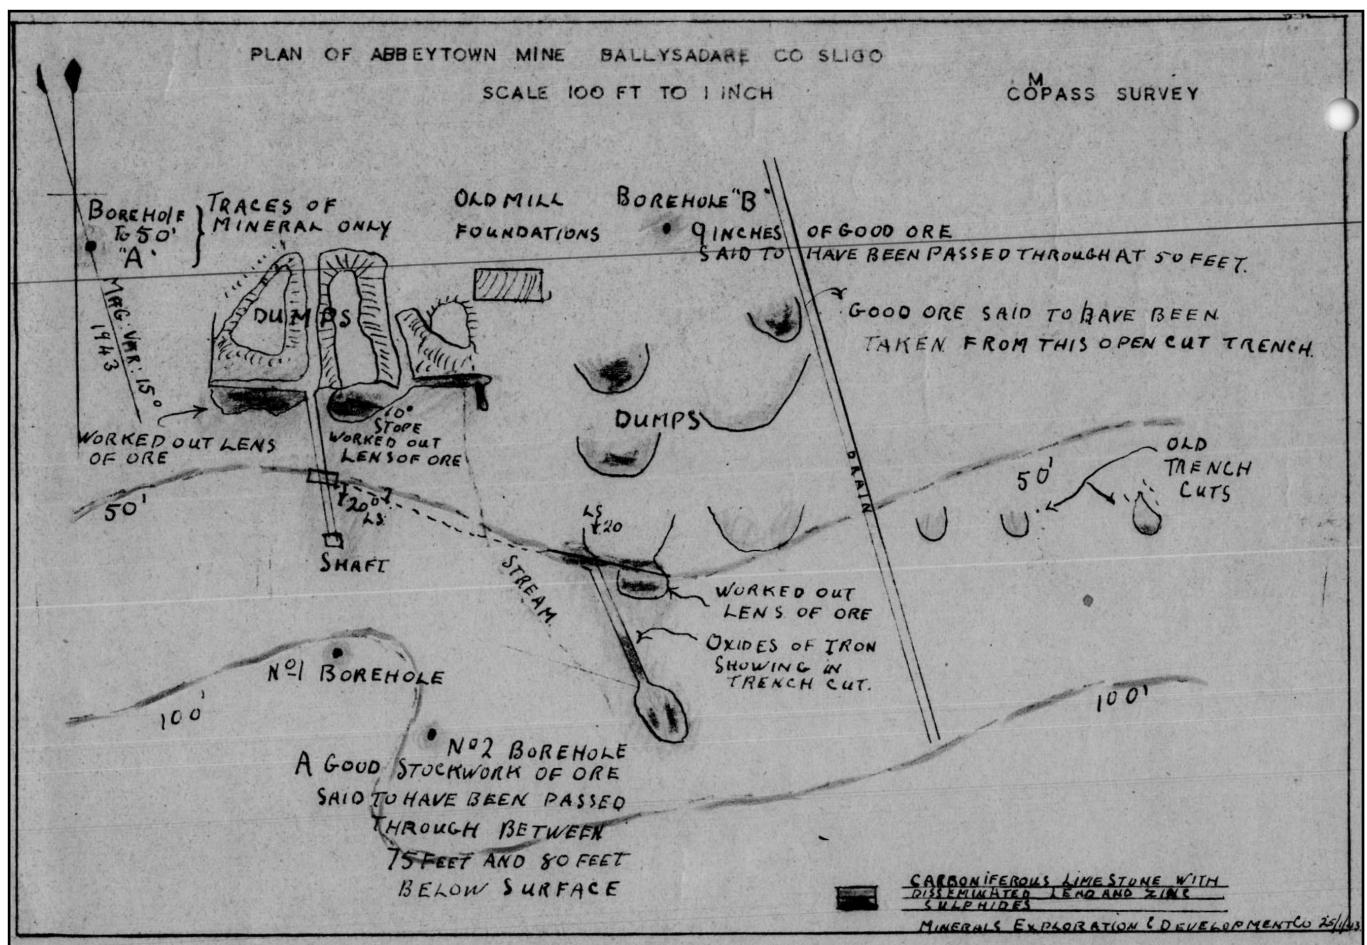 PLAN OF ABBEYTOWN MINE BALLYSADARE CO SLIGO
SCALE 100 FT TO 1 INCH
COMPASS SURVEY
BOREHOLE
TO 50'
"A"
TRACES OF
MINERAL ONLY
OLD MILL
FOUNDATIONS
BOREHOLE "B"
9 INCHES OF GOOD ORE
SAID TO HAVE BEEN PASSED THROUGH AT 50 FEET.
MAG: VAR: 15°
1943
DUMPS
GOOD ORE SAID TO HAVE BEEN
TAKEN FROM THIS OPEN CUT TRENCH.
WORKED OUT LENS
OF ORE
STOPE
WORKED OUT
LENS OF ORE
DUMPS
DRAIN
OLD
TRENCH
CUTS
50'
50'
20°
LS
LS
20
SHAFT
STREAM
WORKED OUT
LENS OF ORE
OXIDES OF IRON
SHOWING IN
TRENCH CUT.
No 1 BOREHOLE
100'
100'
No 2 BOREHOLE
A GOOD STOCKWORK OF ORE
SAID TO HAVE BEEN PASSED
THROUGH BETWEEN
75 FEET AND 80 FEET
BELOW SURFACE
CARBONIFEROUS LIMESTONE WITH
DISSEMINATED LEAD AND ZINC
SULPHIDES
MINERALS EXPLORATION & DEVELOPMENT CO